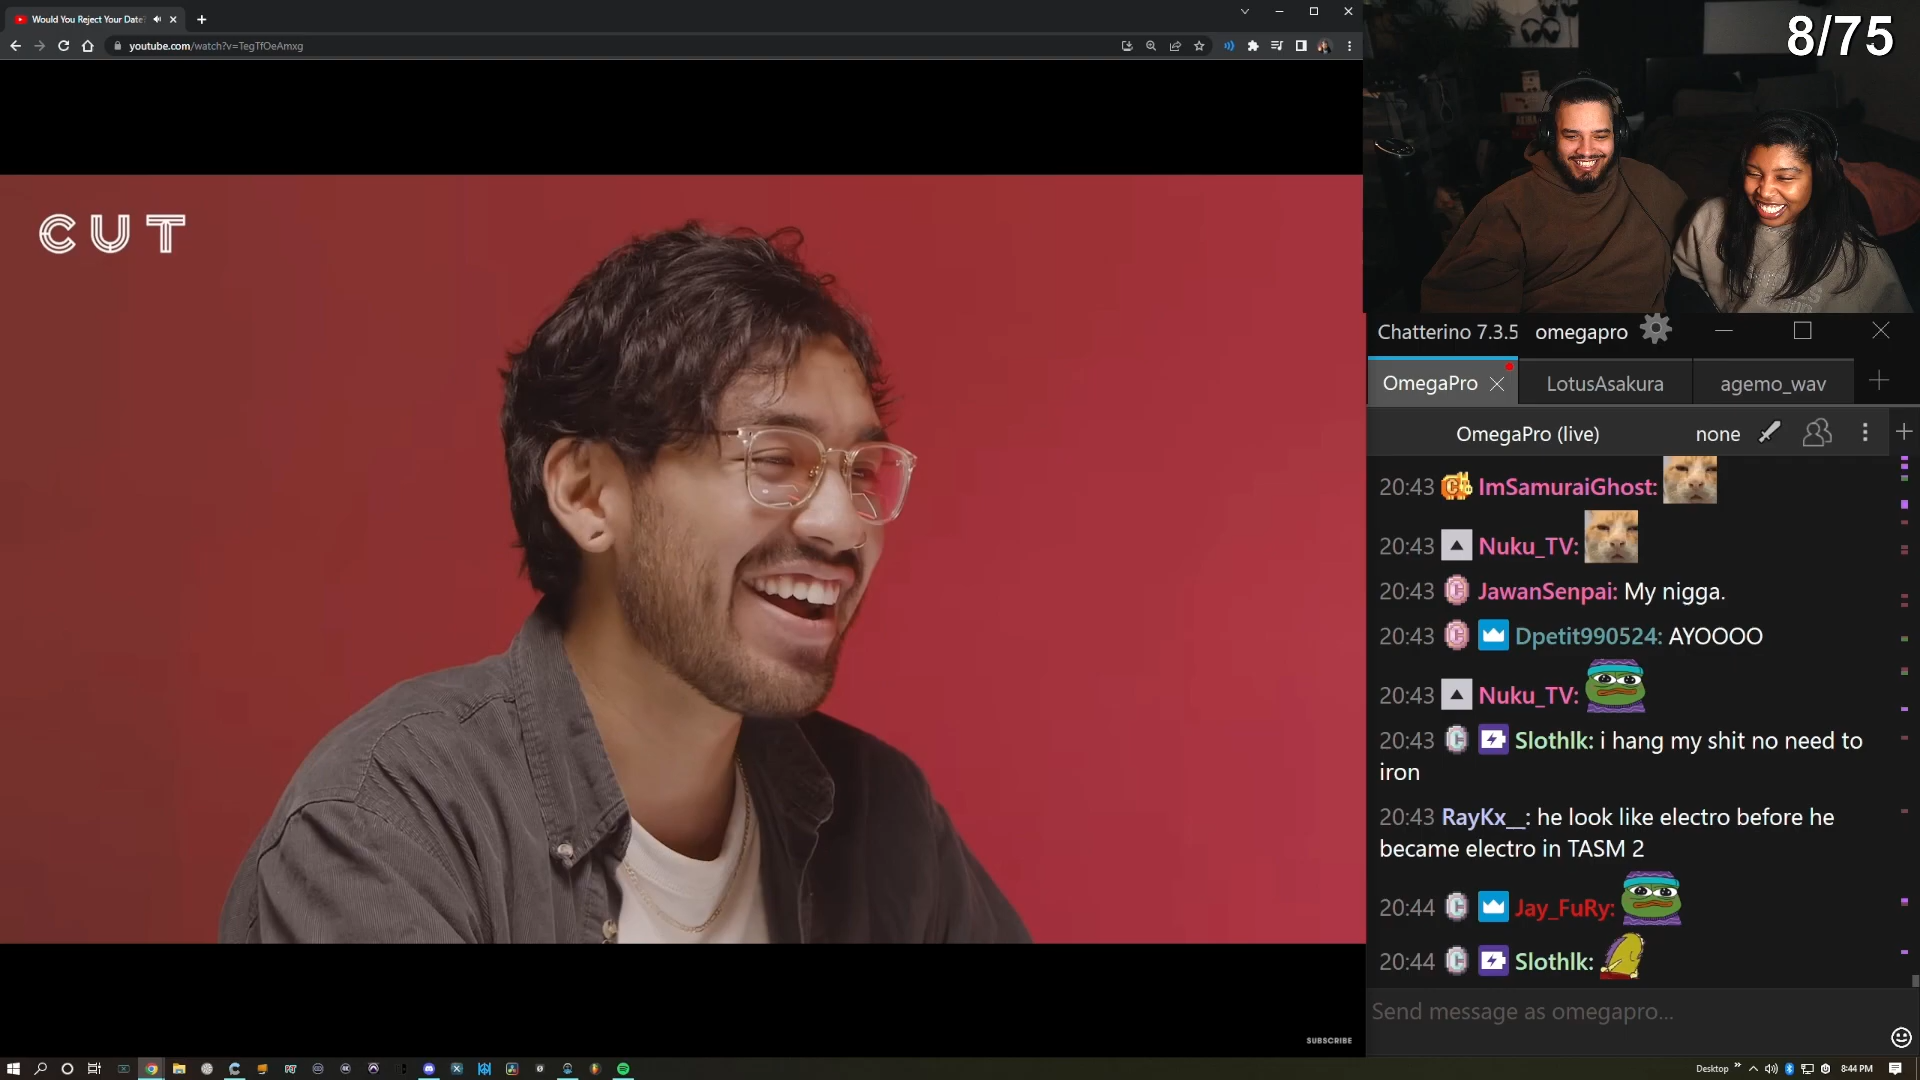 Would You Reject Your Date?
youtube.com/watch?v=TegTfOeAmxg
8/75
CUT
Chatterino 7.3.5 omegapro
OmegaPro
LotusAsakura
agemo_wav
OmegaPro (live)
none
20:43 ImSamuraiGhost:
20:43 Nuku_TV:
20:43 JawanSenpai: My nigga.
20:43 Dpetit990524: AYOOOO
20:43 Nuku_TV:
20:43 Slothlk: i hang my shit no need to
iron
20:43 RayKx__: he look like electro before he
became electro in TASM 2
20:44 Jay_FuRy:
20:44 Slothlk:
Send message as omegapro...
SUBSCRIBE
Desktop
8:44 PM